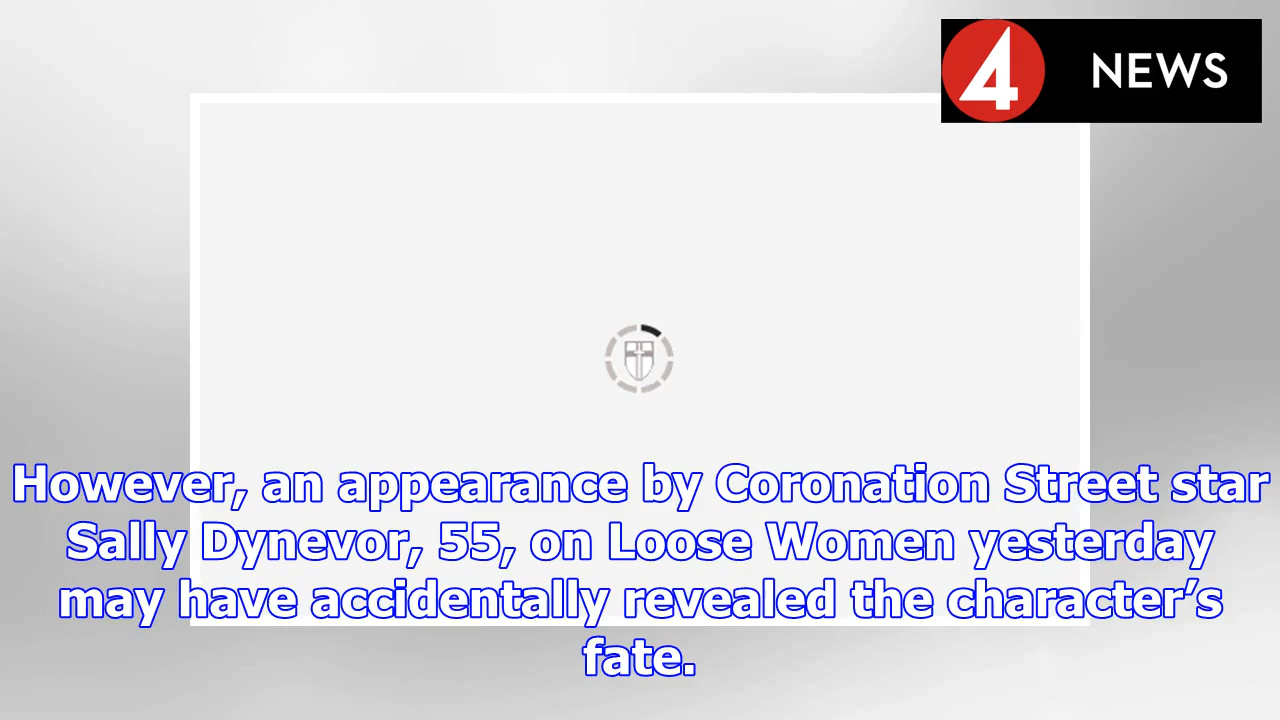 4 NEWS
However, an appearance by Coronation Street star
Sally Dynevor, 55, on Loose Women yesterday
may have accidentally revealed the character’s
fate.